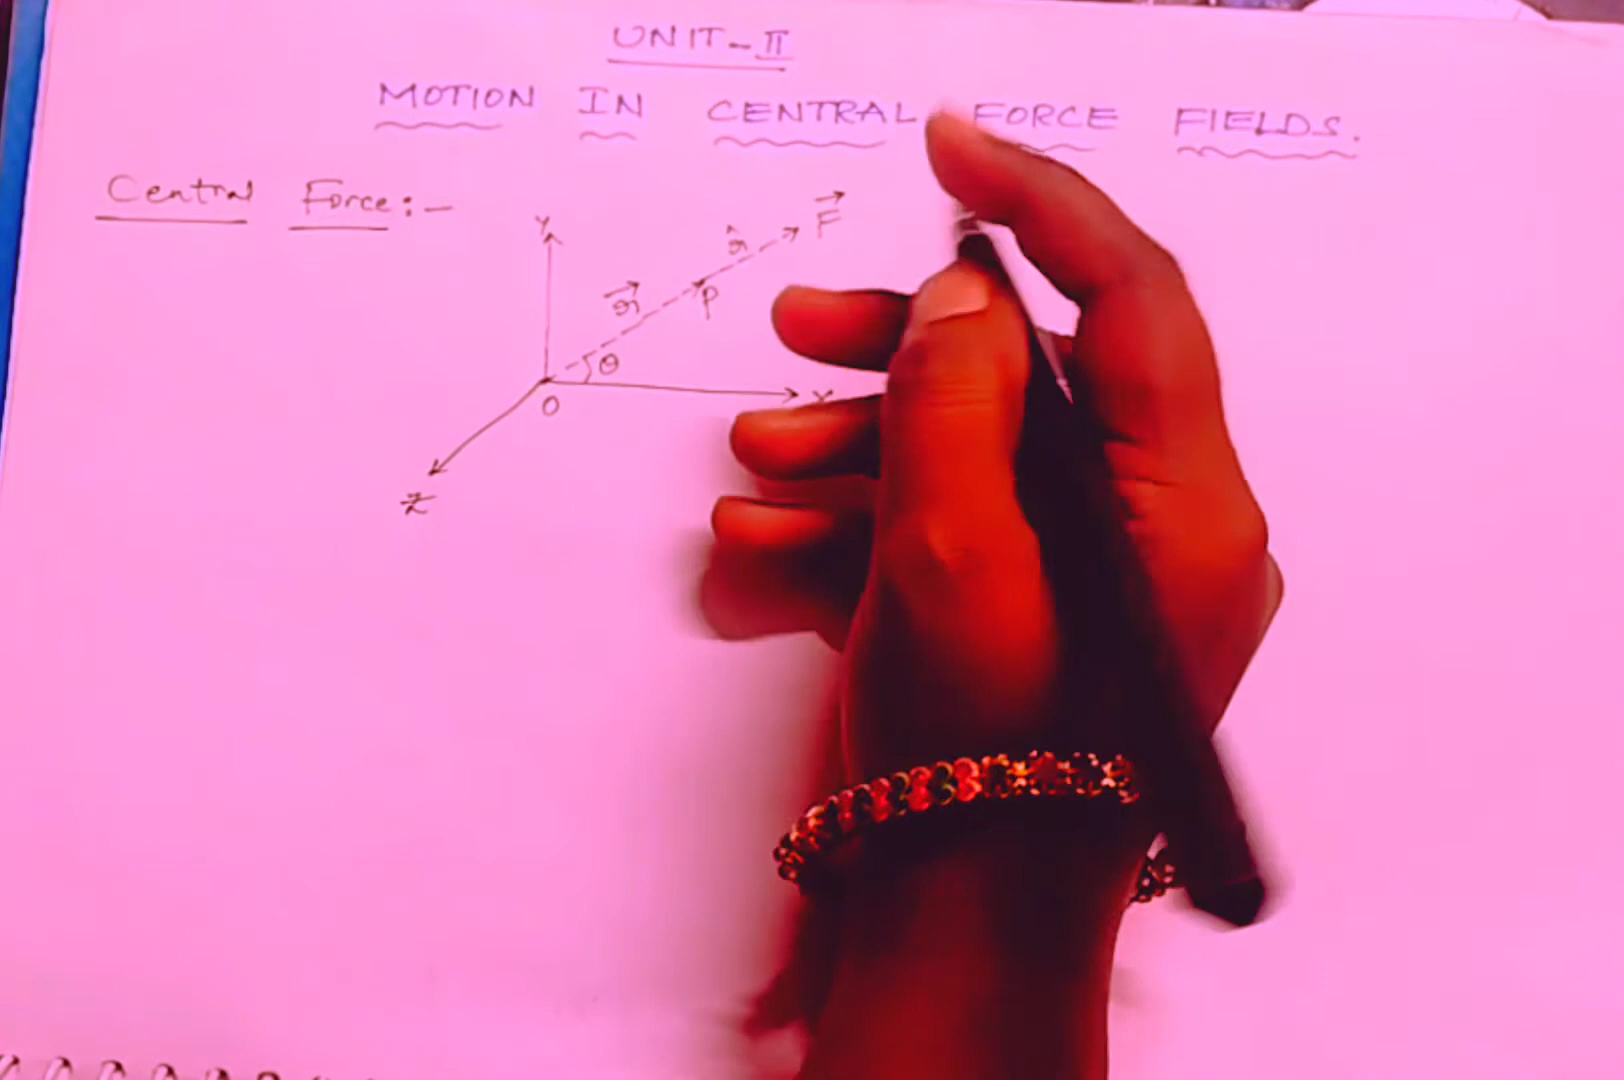 UNIT-II
MOTION IN CENTRAL FORCE FIELDS.
Central Force:-
Y
r̂
F⃗
r⃗
P
θ
O
X
Z